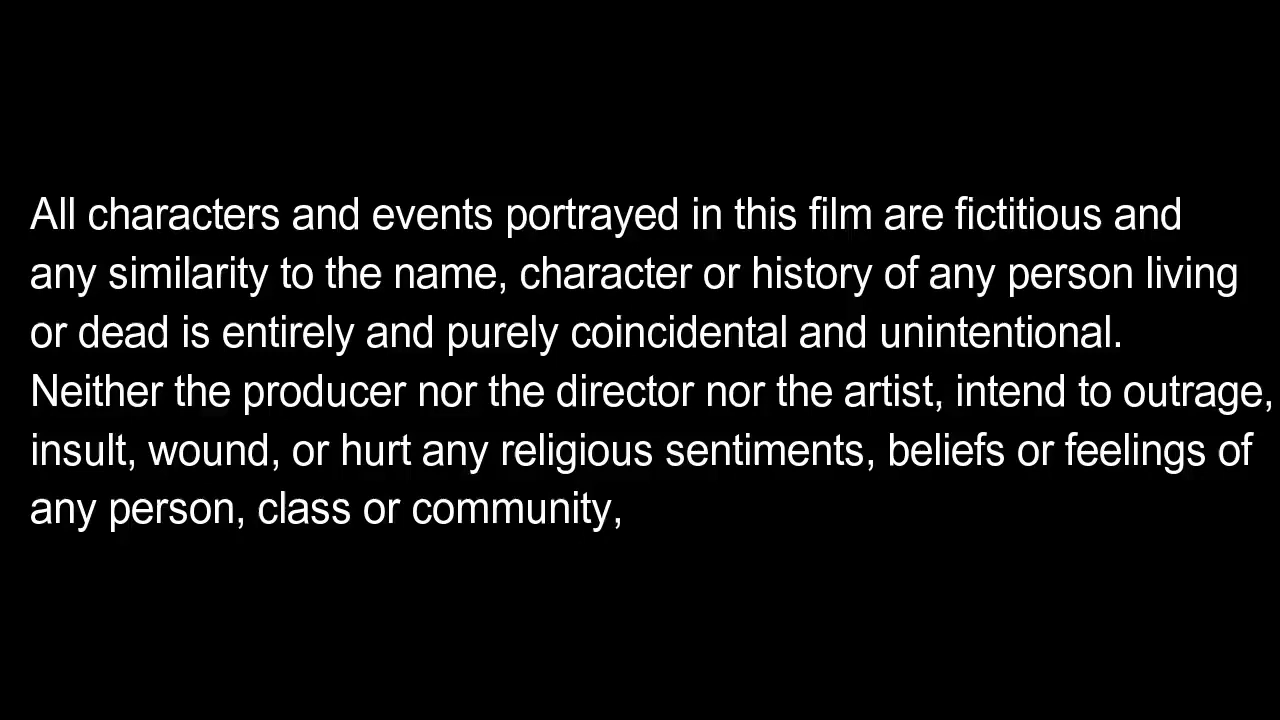 All characters and events portrayed in this film are fictitious and
any similarity to the name, character or history of any person living
or dead is entirely and purely coincidental and unintentional.
Neither the producer nor the director nor the artist, intend to outrage,
insult, wound, or hurt any religious sentiments, beliefs or feelings of
any person, class or community,